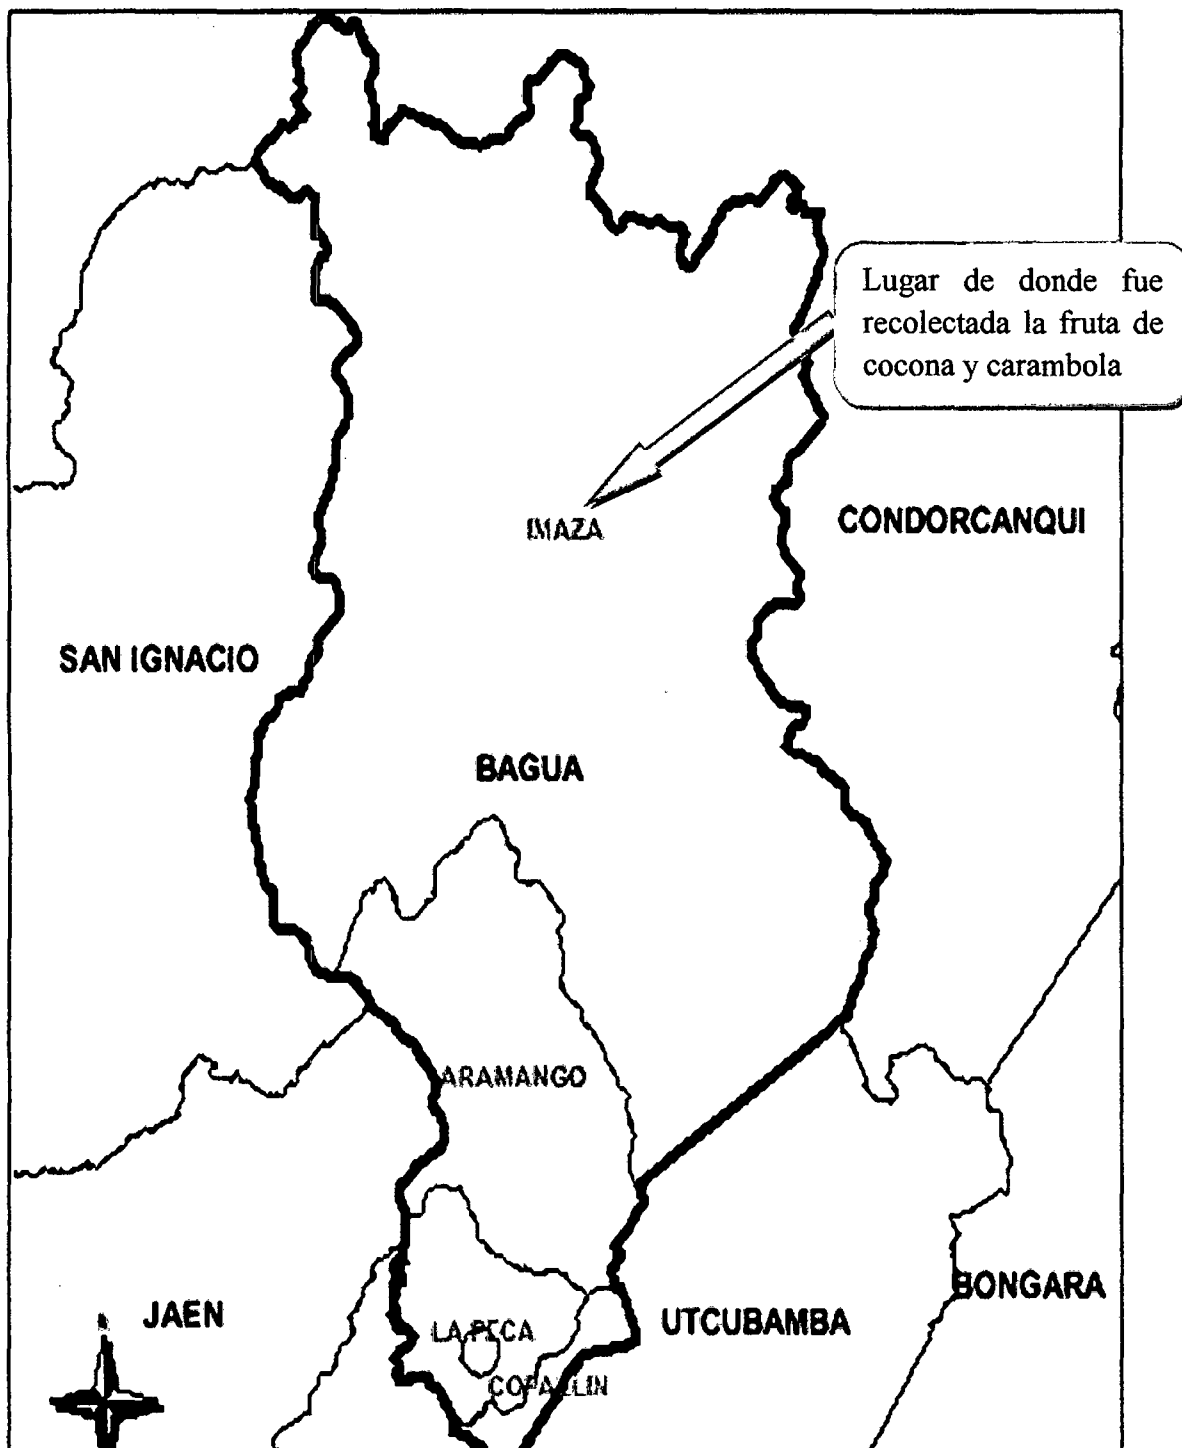 Lugar de donde fue
recolectada la fruta de
cocona y carambola
IMAZA
CONDORCANQUI
SAN IGNACIO
BAGUA
ARAMANGO
BONGARA
JAEN
LA PECA
UTCUBAMBA
COPALLIN